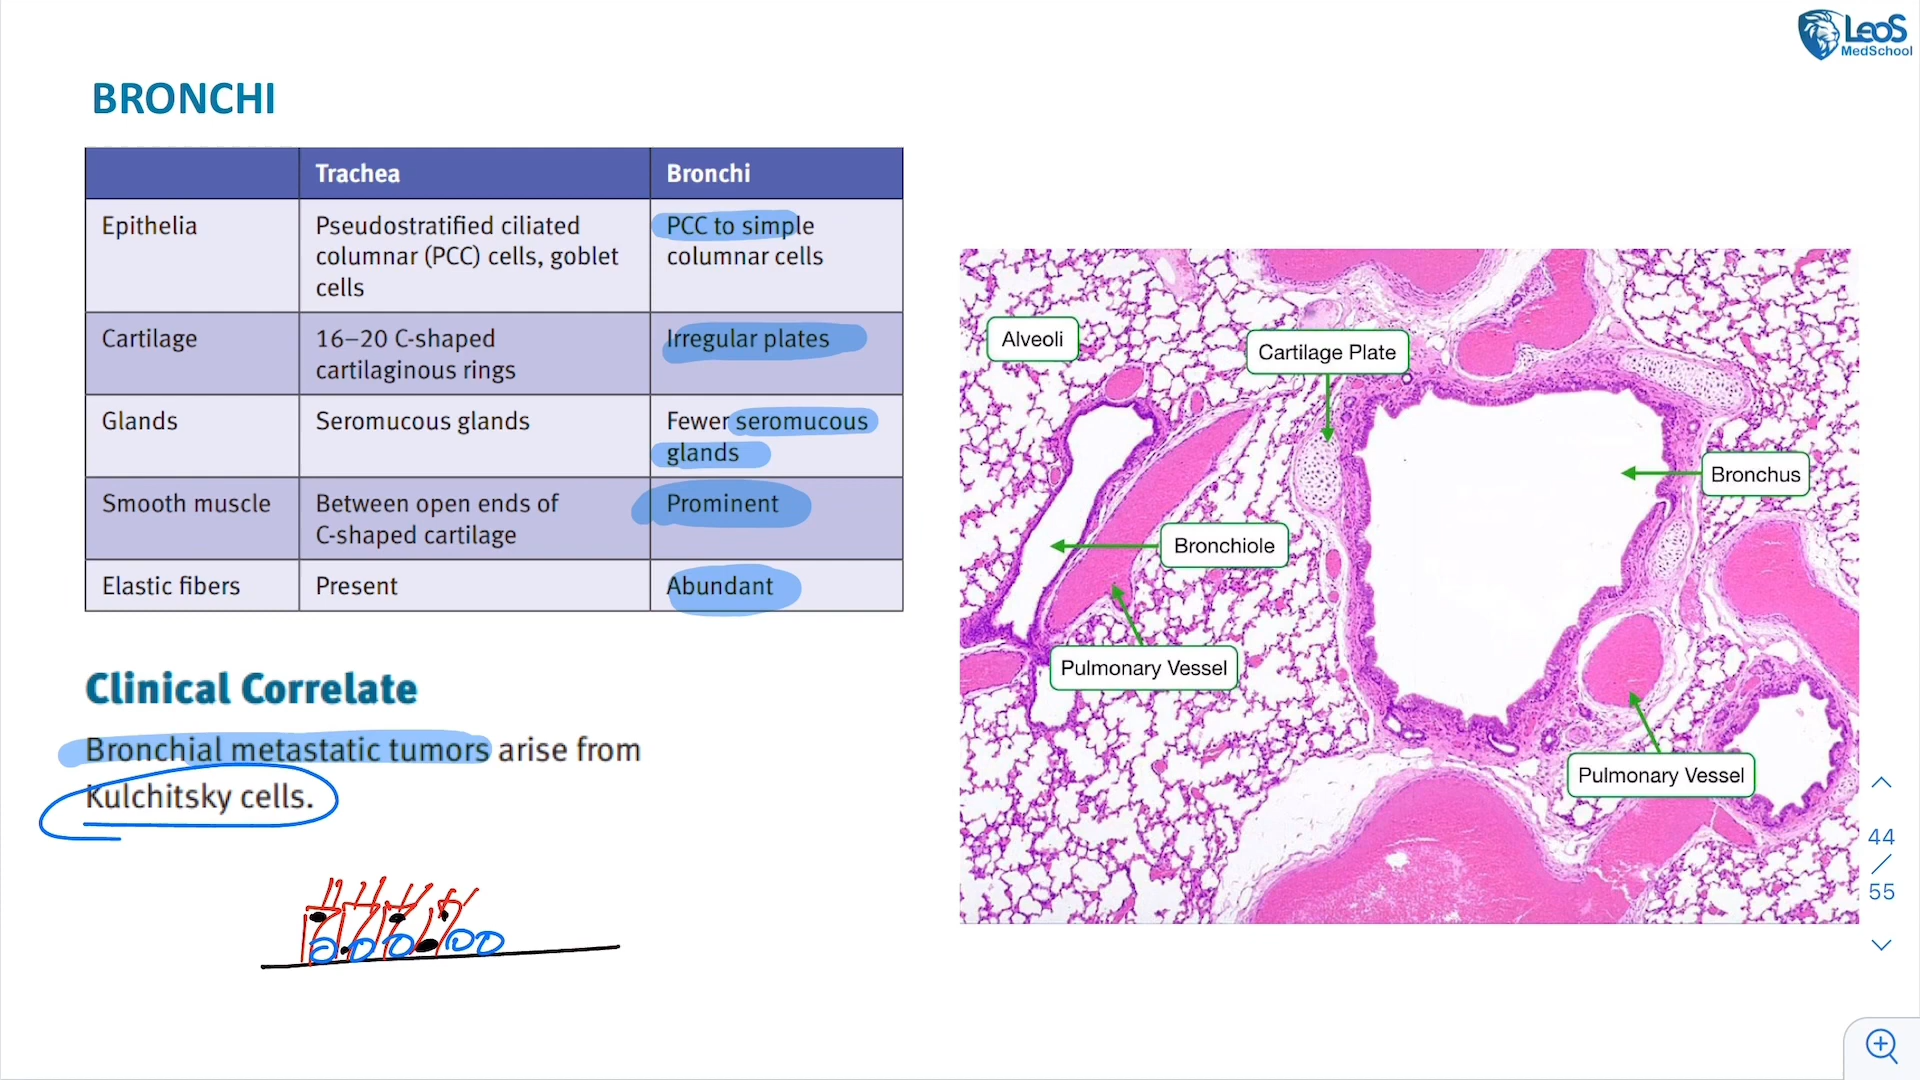 LeoS
MedSchool
BRONCHI
Trachea
Bronchi
Epithelia
Pseudostratified ciliated
columnar (PCC) cells, goblet
cells
PCC to simple
columnar cells
Cartilage
16–20 C-shaped
cartilaginous rings
Irregular plates
Glands
Seromucous glands
Fewer seromucous
glands
Smooth muscle
Between open ends of
C-shaped cartilage
Prominent
Elastic fibers
Present
Abundant
Clinical Correlate
Bronchial metastatic tumors arise from
Kulchitsky cells.
Alveoli
Cartilage Plate
Bronchus
Bronchiole
Pulmonary Vessel
Pulmonary Vessel
44
/
55